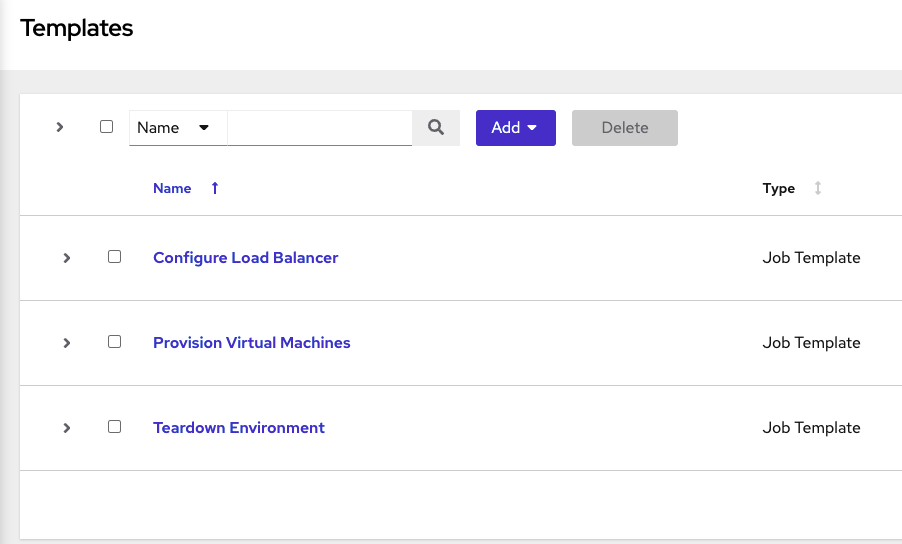 Templates
Name Add Delete
Name Type
Configure Load Balancer Job Template
Provision Virtual Machines Job Template
Teardown Environment Job Template